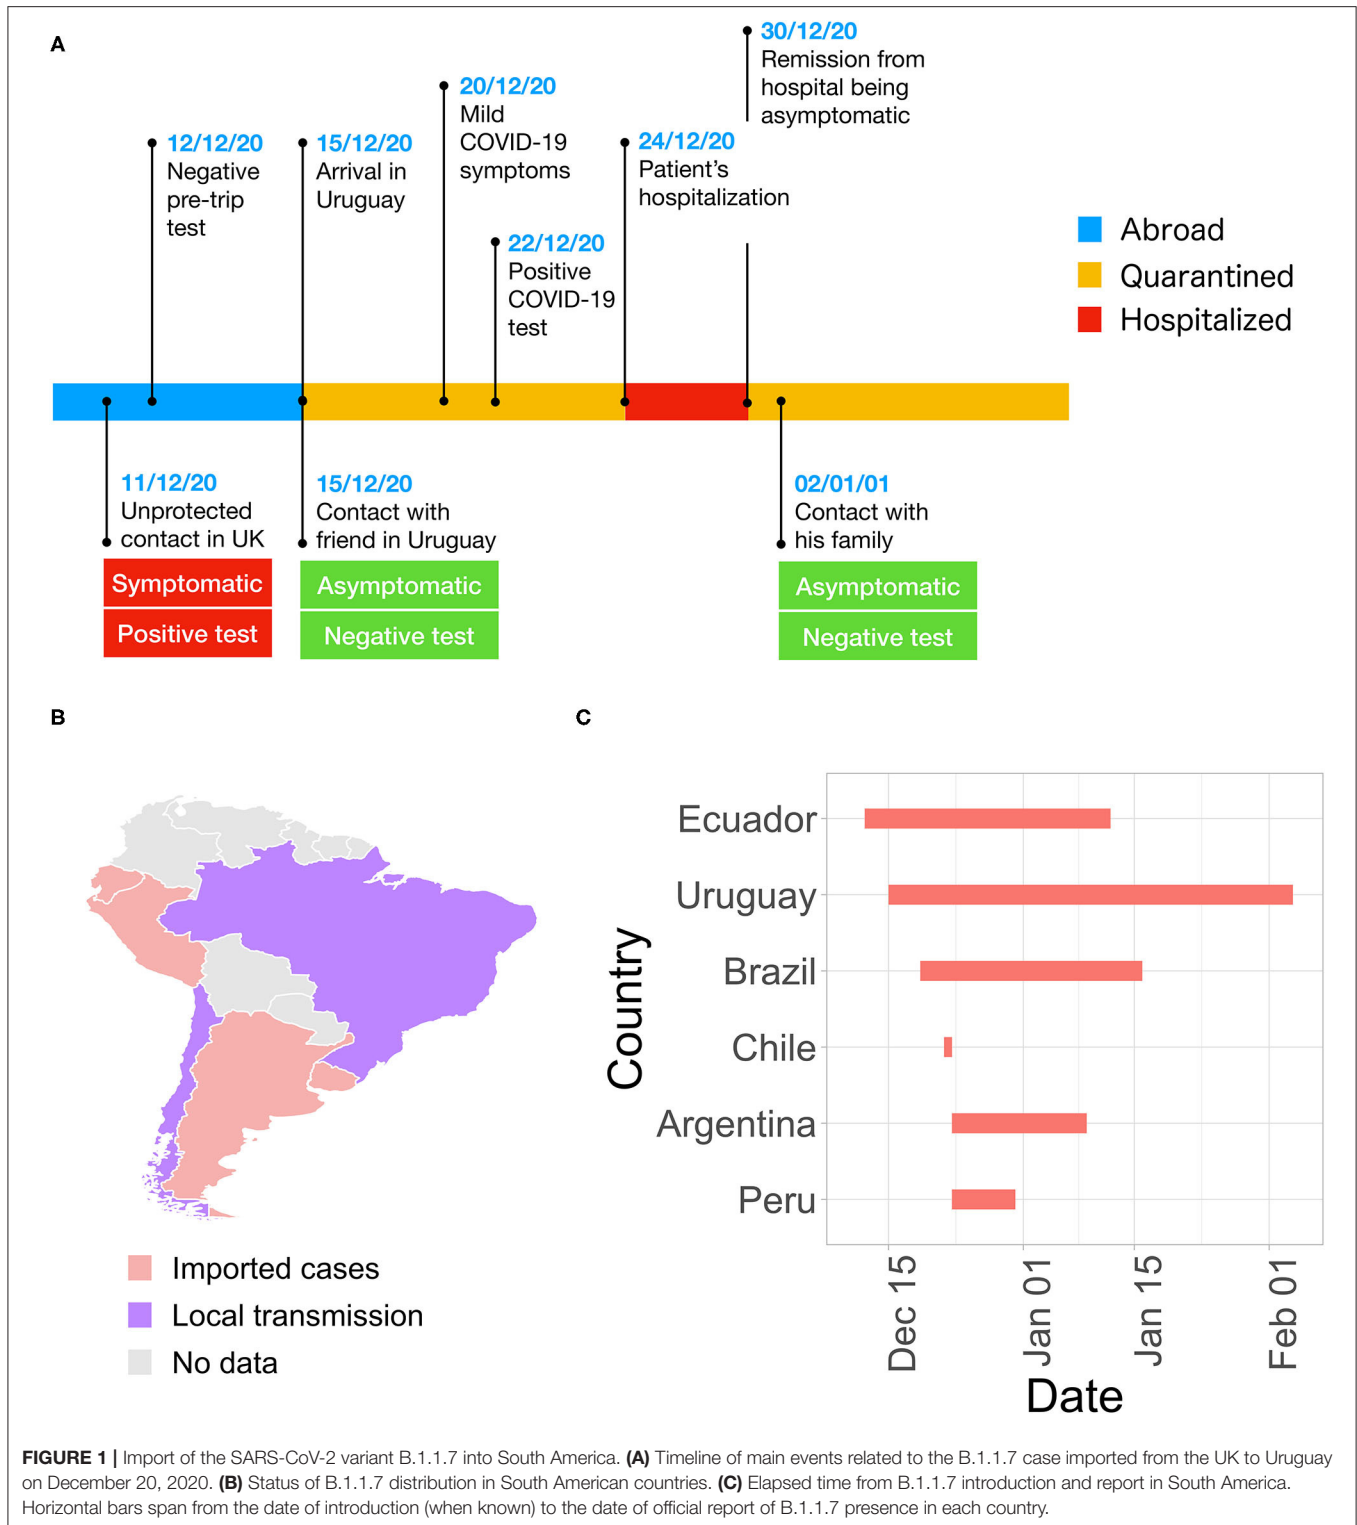 A
30/12/20
Remission from
hospital being
asymptomatic
20/12/20
Mild
COVID-19
symptoms
12/12/20
Negative
pre-trip
test
15/12/20
Arrival in
Uruguay
24/12/20
Patient's
hospitalization
22/12/20
Positive
COVID-19
test
Abroad
Quarantined
Hospitalized
11/12/20
Unprotected
contact in UK
Symptomatic
Positive test
15/12/20
Contact with
friend in Uruguay
Asymptomatic
Negative test
02/01/01
Contact with
his family
Asymptomatic
Negative test
B
Imported cases
Local transmission
No data
C
Country
Ecuador
Uruguay
Brazil
Chile
Argentina
Peru
Dec 15
Jan 01
Jan 15
Feb 01
Date
FIGURE 1 | Import of the SARS-CoV-2 variant B.1.1.7 into South America. (A) Timeline of main events related to the B.1.1.7 case imported from the UK to Uruguay
on December 20, 2020. (B) Status of B.1.1.7 distribution in South American countries. (C) Elapsed time from B.1.1.7 introduction and report in South America.
Horizontal bars span from the date of introduction (when known) to the date of official report of B.1.1.7 presence in each country.